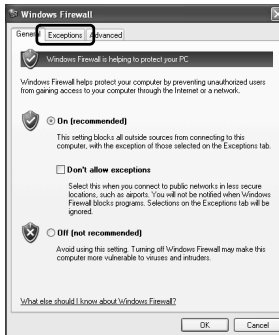 Windows Firewall
General Exceptions Advanced
Windows Firewall is helping to protect your PC
Windows Firewall helps protect your computer by preventing unauthorized users
from gaining access to your computer through the Internet or a network.
On (recommended)
This setting blocks all outside sources from connecting to this
computer, with the exception of those selected on the Exceptions tab.
Don't allow exceptions
Select this when you connect to public networks in less secure
locations, such as airports. You will not be notified when Windows
Firewall blocks programs. Selections on the Exceptions tab will be
ignored.
Off (not recommended)
Avoid using this setting. Turning off Windows Firewall may make this
computer more vulnerable to viruses and intruders.
What else should I know about Windows Firewall?
OK Cancel